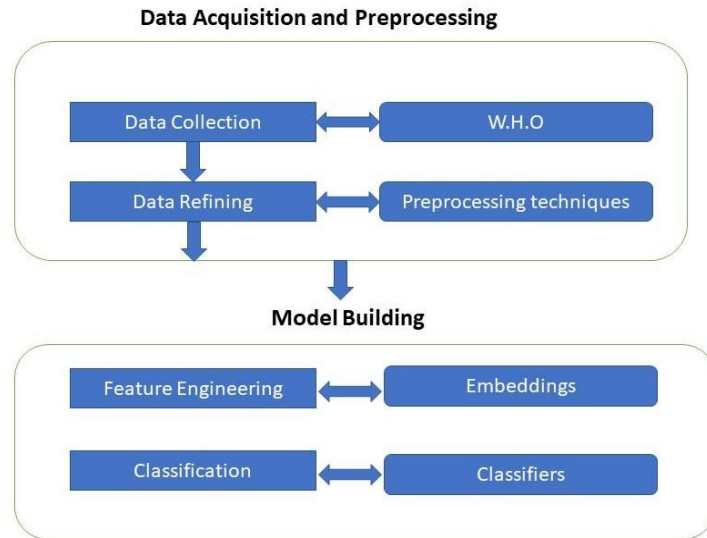 Data Acquisition and Preprocessing
Data Collection
W.H.O
Data Refining
Preprocessing techniques
Model Building
Feature Engineering
Embeddings
Classification
Classifiers